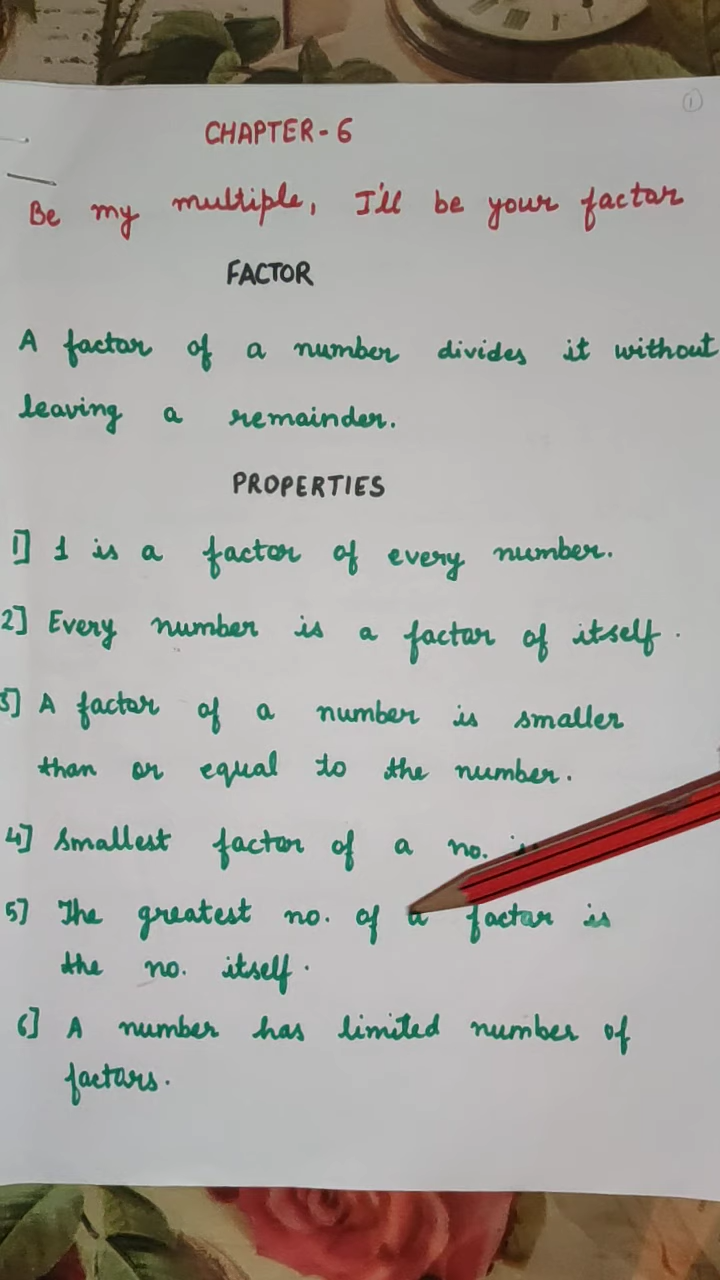 1
CHAPTER-6
Be my multiple, I'll be your factor
FACTOR
A factor of a number divides it without
leaving a remainder.
PROPERTIES
1] 1 is a factor of every number.
2] Every number is a factor of itself.
3] A factor of a number is smaller
than or equal to the number.
4] Smallest factor of a no.
5] The greatest no. of a factor is
the no. itself.
6] A number has limited number of
factors.